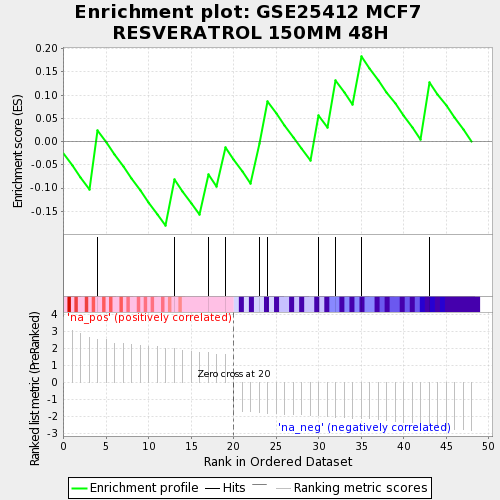 Enrichment plot: GSE25412 MCF7
RESVERATROL 150MM 48H
Enrichment score (ES)
0.20
0.15
0.10
0.05
0.00
-0.05
-0.10
-0.15
'na_pos' (positively correlated)
Zero cross at 20
'na_neg' (negatively correlated)
Ranked list metric (PreRanked)
4
3
2
1
0
-1
-2
-3
0 5 10 15 20 25 30 35 40 45 50
Rank in Ordered Dataset
Enrichment profile Hits Ranking metric scores